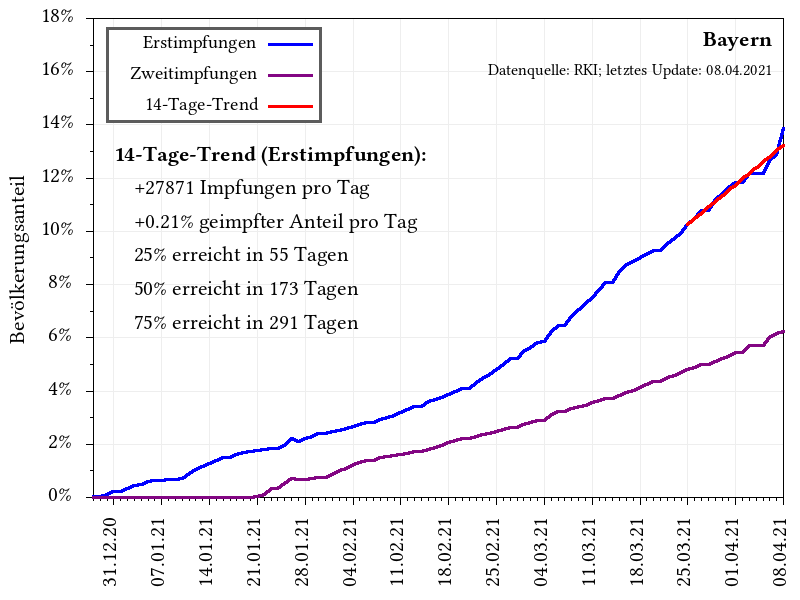 18%
16%
14%
12%
10%
8%
6%
4%
2%
0%
Bevölkerungsanteil
Erstimpfungen
Zweitimpfungen
14-Tage-Trend
Bayern
Datenquelle: RKI; letztes Update: 08.04.2021
14-Tage-Trend (Erstimpfungen):
+27871 Impfungen pro Tag
+0.21% geimpfter Anteil pro Tag
25% erreicht in 55 Tagen
50% erreicht in 173 Tagen
75% erreicht in 291 Tagen
31.12.20
07.01.21
14.01.21
21.01.21
28.01.21
04.02.21
11.02.21
18.02.21
25.02.21
04.03.21
11.03.21
18.03.21
25.03.21
01.04.21
08.04.21